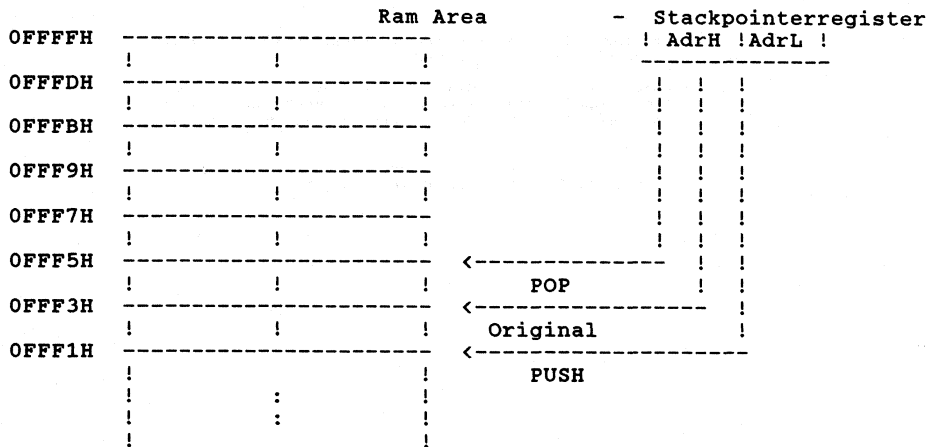 Ram Area - Stackpointerregister
0FFFFH ---------------------- ! AdrH !AdrL !
! ! ! --------------
0FFFDH ---------------------- ! ! !
! ! ! ! ! !
0FFFBH ---------------------- ! ! !
! ! ! ! ! !
0FFF9H ---------------------- ! ! !
! ! ! ! ! !
0FFF7H ---------------------- ! ! !
! ! ! ! ! !
0FFF5H ---------------------- <-------------- ! !
! ! ! POP !
0FFF3H ---------------------- <----------------- !
! ! ! Original !
0FFF1H ---------------------- <--------------------
! ! PUSH
! : !
! : !
! !